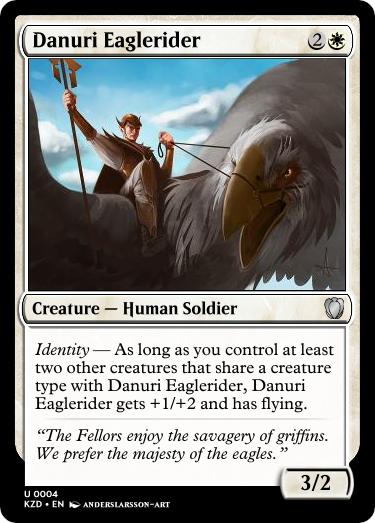 Danuri Eaglerider 2
Creature — Human Soldier
Identity — As long as you control at least
two other creatures that share a creature
type with Danuri Eaglerider, Danuri
Eaglerider gets +1/+2 and has flying.
“The Fellors enjoy the savagery of griffins.
We prefer the majesty of the eagles.”
3/2
U 0004
KZD • EN ANDERSLARSSON-ART